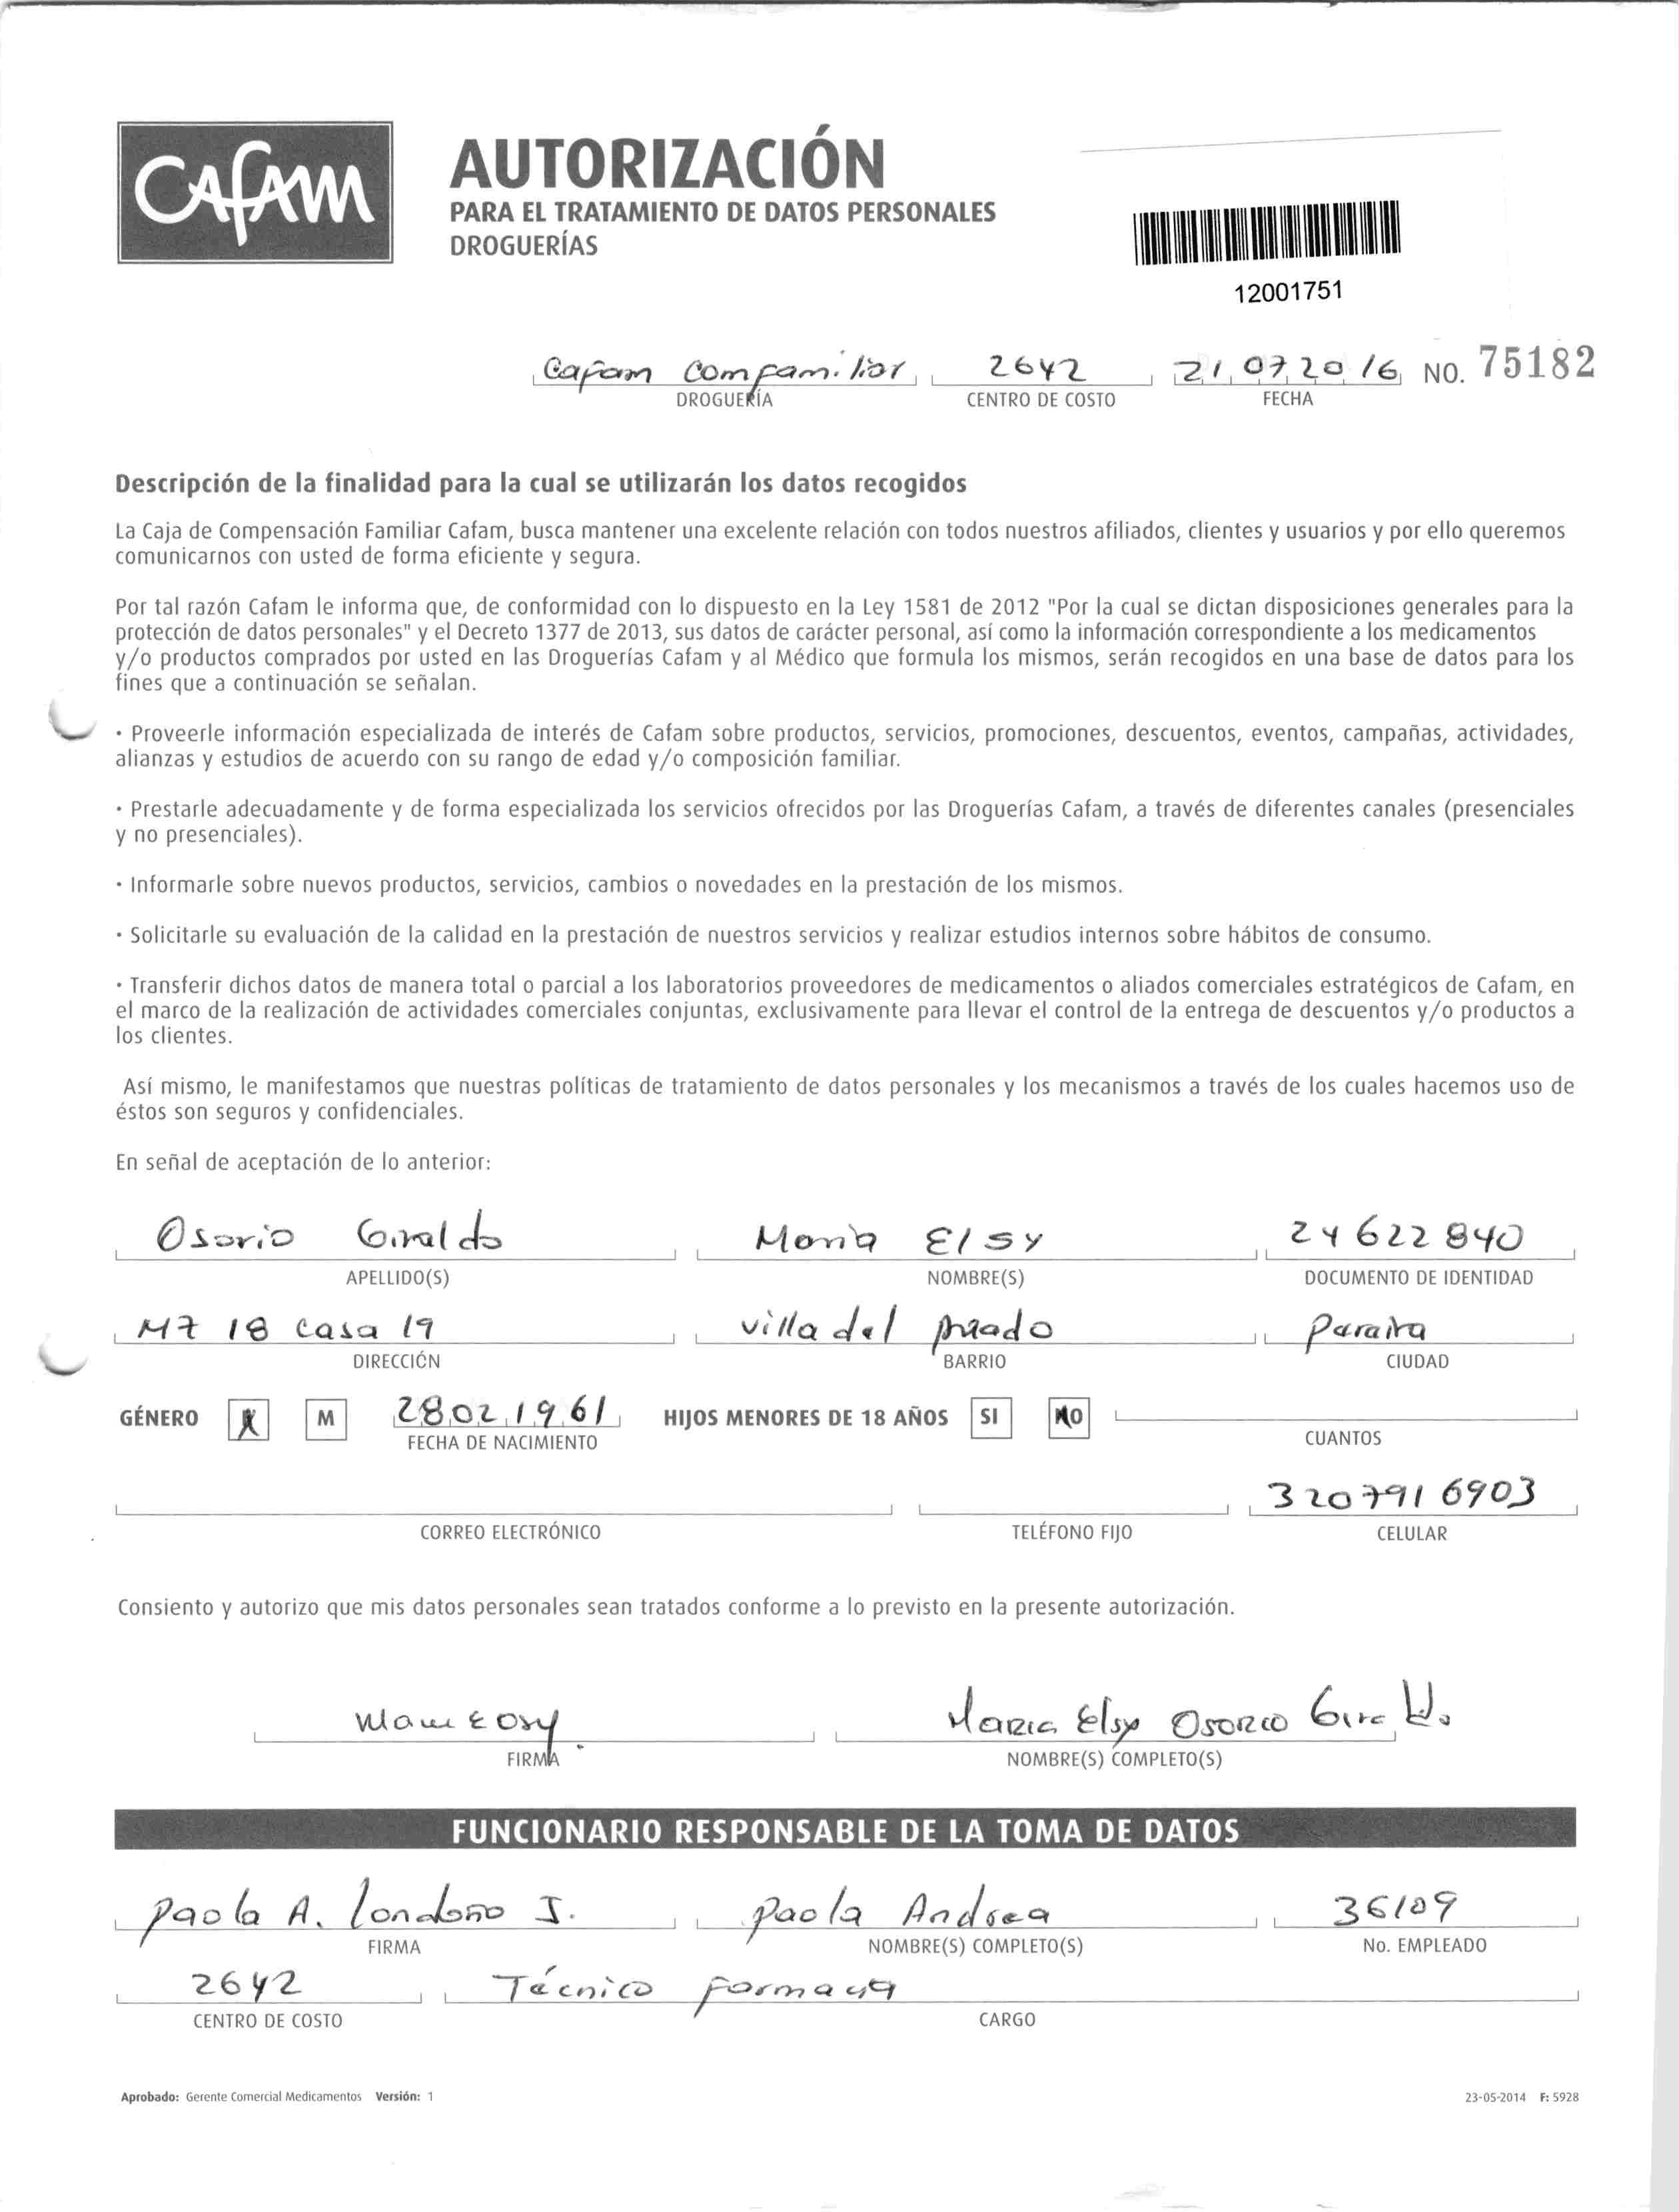 CAFAM
AUTORIZACIÓN
PARA EL TRATAMIENTO DE DATOS PERSONALES
DROGUERÍAS
12001751
Cafam Compamiliar 2642 21 07 2016 NO. 75182
DROGUERÍA CENTRO DE COSTO FECHA
Descripción de la finalidad para la cual se utilizarán los datos recogidos
La Caja de Compensación Familiar Cafam, busca mantener una excelente relación con todos nuestros afiliados, clientes y usuarios y por ello queremos
comunicarnos con usted de forma eficiente y segura.
Por tal razón Cafam le informa que, de conformidad con lo dispuesto en la Ley 1581 de 2012 "Por la cual se dictan disposiciones generales para la
protección de datos personales" y el Decreto 1377 de 2013, sus datos de carácter personal, así como la información correspondiente a los medicamentos
y/o productos comprados por usted en las Droguerías Cafam y al Médico que formula los mismos, serán recogidos en una base de datos para los
fines que a continuación se señalan.
· Proveerle información especializada de interés de Cafam sobre productos, servicios, promociones, descuentos, eventos, campañas, actividades,
alianzas y estudios de acuerdo con su rango de edad y/o composición familiar.
· Prestarle adecuadamente y de forma especializada los servicios ofrecidos por las Droguerías Cafam, a través de diferentes canales (presenciales
y no presenciales).
· Informarle sobre nuevos productos, servicios, cambios o novedades en la prestación de los mismos.
· Solicitarle su evaluación de la calidad en la prestación de nuestros servicios y realizar estudios internos sobre hábitos de consumo.
· Transferir dichos datos de manera total o parcial a los laboratorios proveedores de medicamentos o aliados comerciales estratégicos de Cafam, en
el marco de la realización de actividades comerciales conjuntas, exclusivamente para llevar el control de la entrega de descuentos y/o productos a
los clientes.
Así mismo, le manifestamos que nuestras políticas de tratamiento de datos personales y los mecanismos a través de los cuales hacemos uso de
éstos son seguros y confidenciales.
En señal de aceptación de lo anterior:
Osorio Giraldo Maria Elsy 24622840
APELLIDO(S) NOMBRE(S) DOCUMENTO DE IDENTIDAD
MZ 18 casa 19 villa del prado Pereira
DIRECCIÓN BARRIO CIUDAD
GÉNERO X M 28 02 1961 HIJOS MENORES DE 18 AÑOS SI NO
FECHA DE NACIMIENTO CUANTOS
3207916903
CORREO ELECTRÓNICO TELÉFONO FIJO CELULAR
Consiento y autorizo que mis datos personales sean tratados conforme a lo previsto en la presente autorización.
Maria Elsy Osorio Giraldo
FIRMA NOMBRE(S) COMPLETO(S)
FUNCIONARIO RESPONSABLE DE LA TOMA DE DATOS
Paola A. Londoño J. Paola Andrea 36109
FIRMA NOMBRE(S) COMPLETO(S) No. EMPLEADO
2642 Técnico Farmacia
CENTRO DE COSTO CARGO
Aprobado: Gerente Comercial Medicamentos Versión: 1 23-05-2014 F: 5928